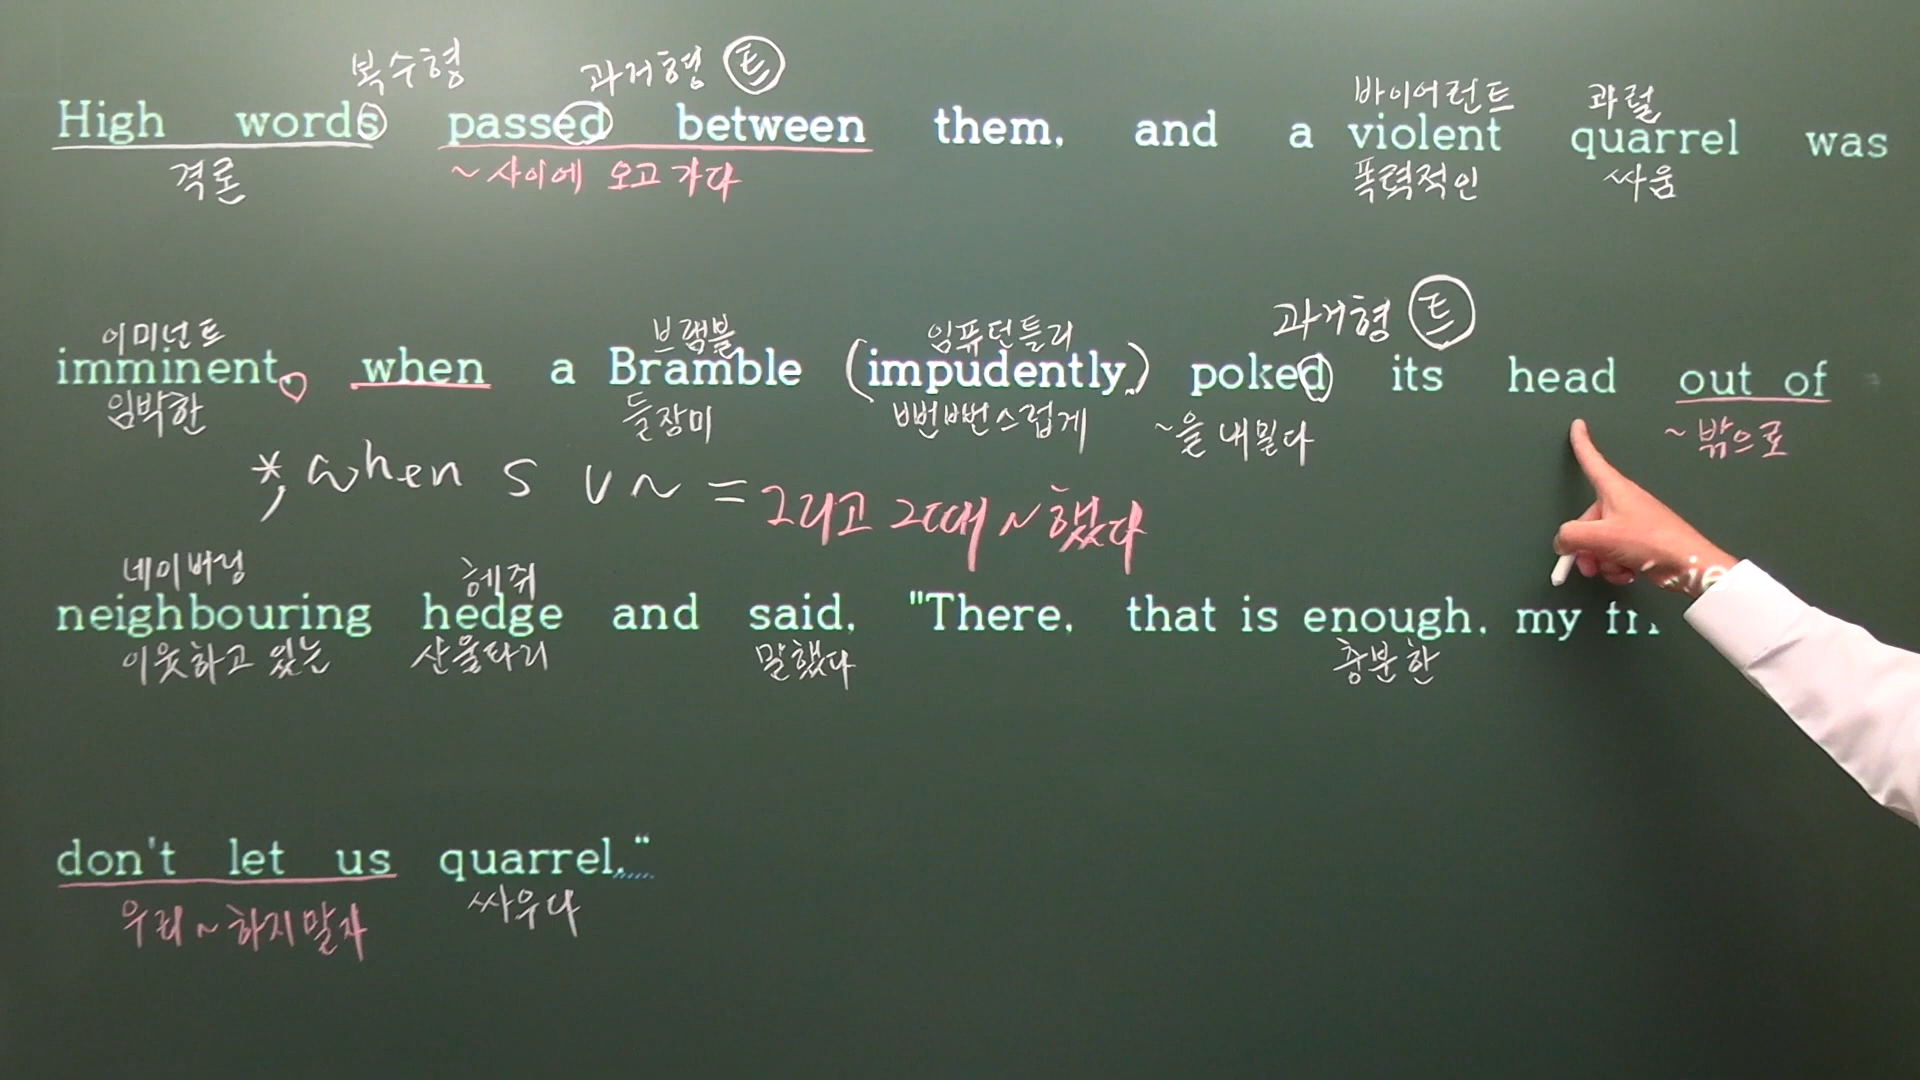 복수형 과거형 트
바이어런트 콰럴
High words passed between them, and a violent quarrel was
격론 ~사이에 오고 가다 폭력적인 싸움
이미넌트 브램블 임퓨던틀리 과거형 트
imminent, when a Bramble (impudently,) poked its head out of
임박한 들장미 뻔뻔스럽게 ~을 내밀다 ~밖으로
*, when s v ~ = 그리고 그때 ~했다
네이버링 헤쥐
neighbouring hedge and said, "There, that is enough, my
이웃하고 있는 산울타리 말했다 충분한
don't let us quarrel,"
우리 ~하지말자 싸우다